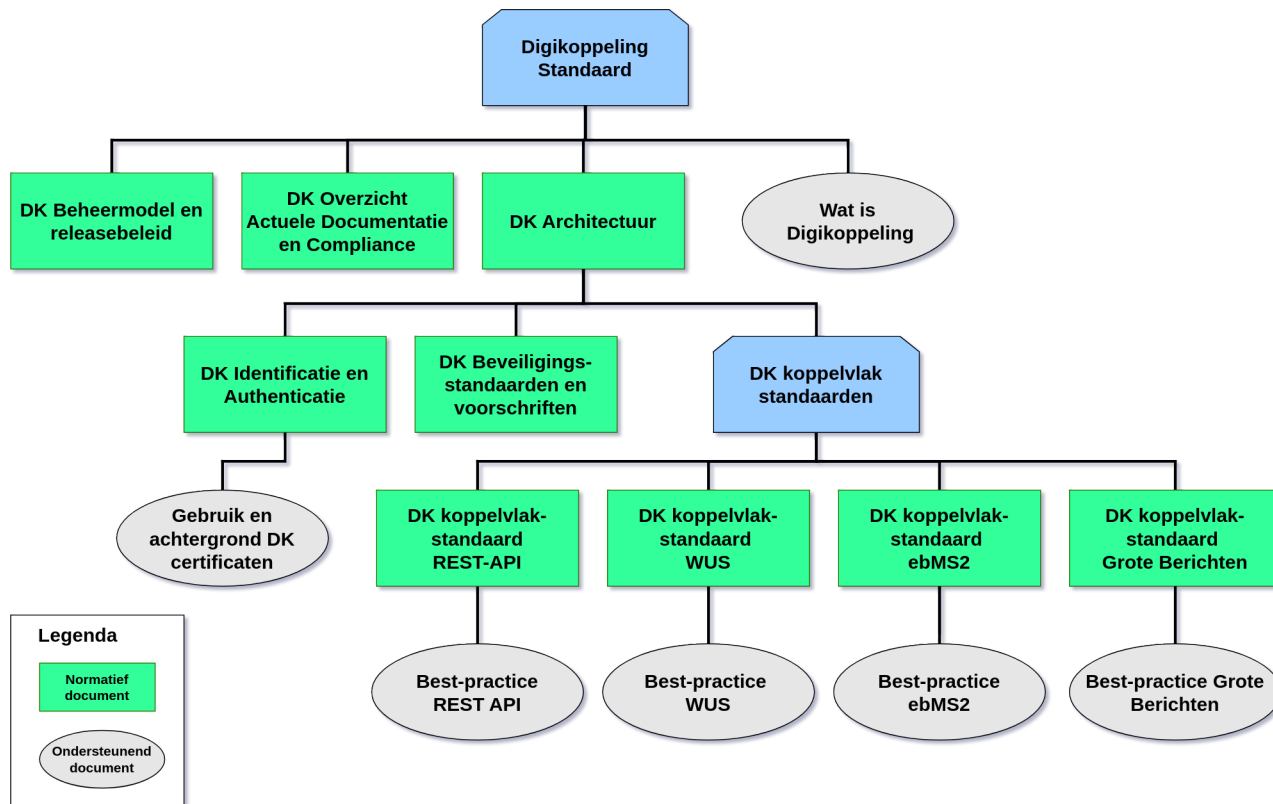 Digikoppeling
Standaard
DK Beheermodel en
releasebeleid
DK Overzicht
Actuele Documentatie
en Compliance
DK Architectuur
Wat is
Digikoppeling
DK Identificatie en
Authenticatie
DK Beveiligings-
standaarden en
voorschriften
DK koppelvlak
standaarden
Gebruik en
achtergrond DK
certificaten
DK koppelvlak-
standaard
REST-API
DK koppelvlak-
standaard
WUS
DK koppelvlak-
standaard
ebMS2
DK koppelvlak-
standaard
Grote Berichten
Best-practice
REST API
Best-practice
WUS
Best-practice
ebMS2
Best-practice Grote
Berichten
Legenda
Normatief
document
Ondersteunend
document